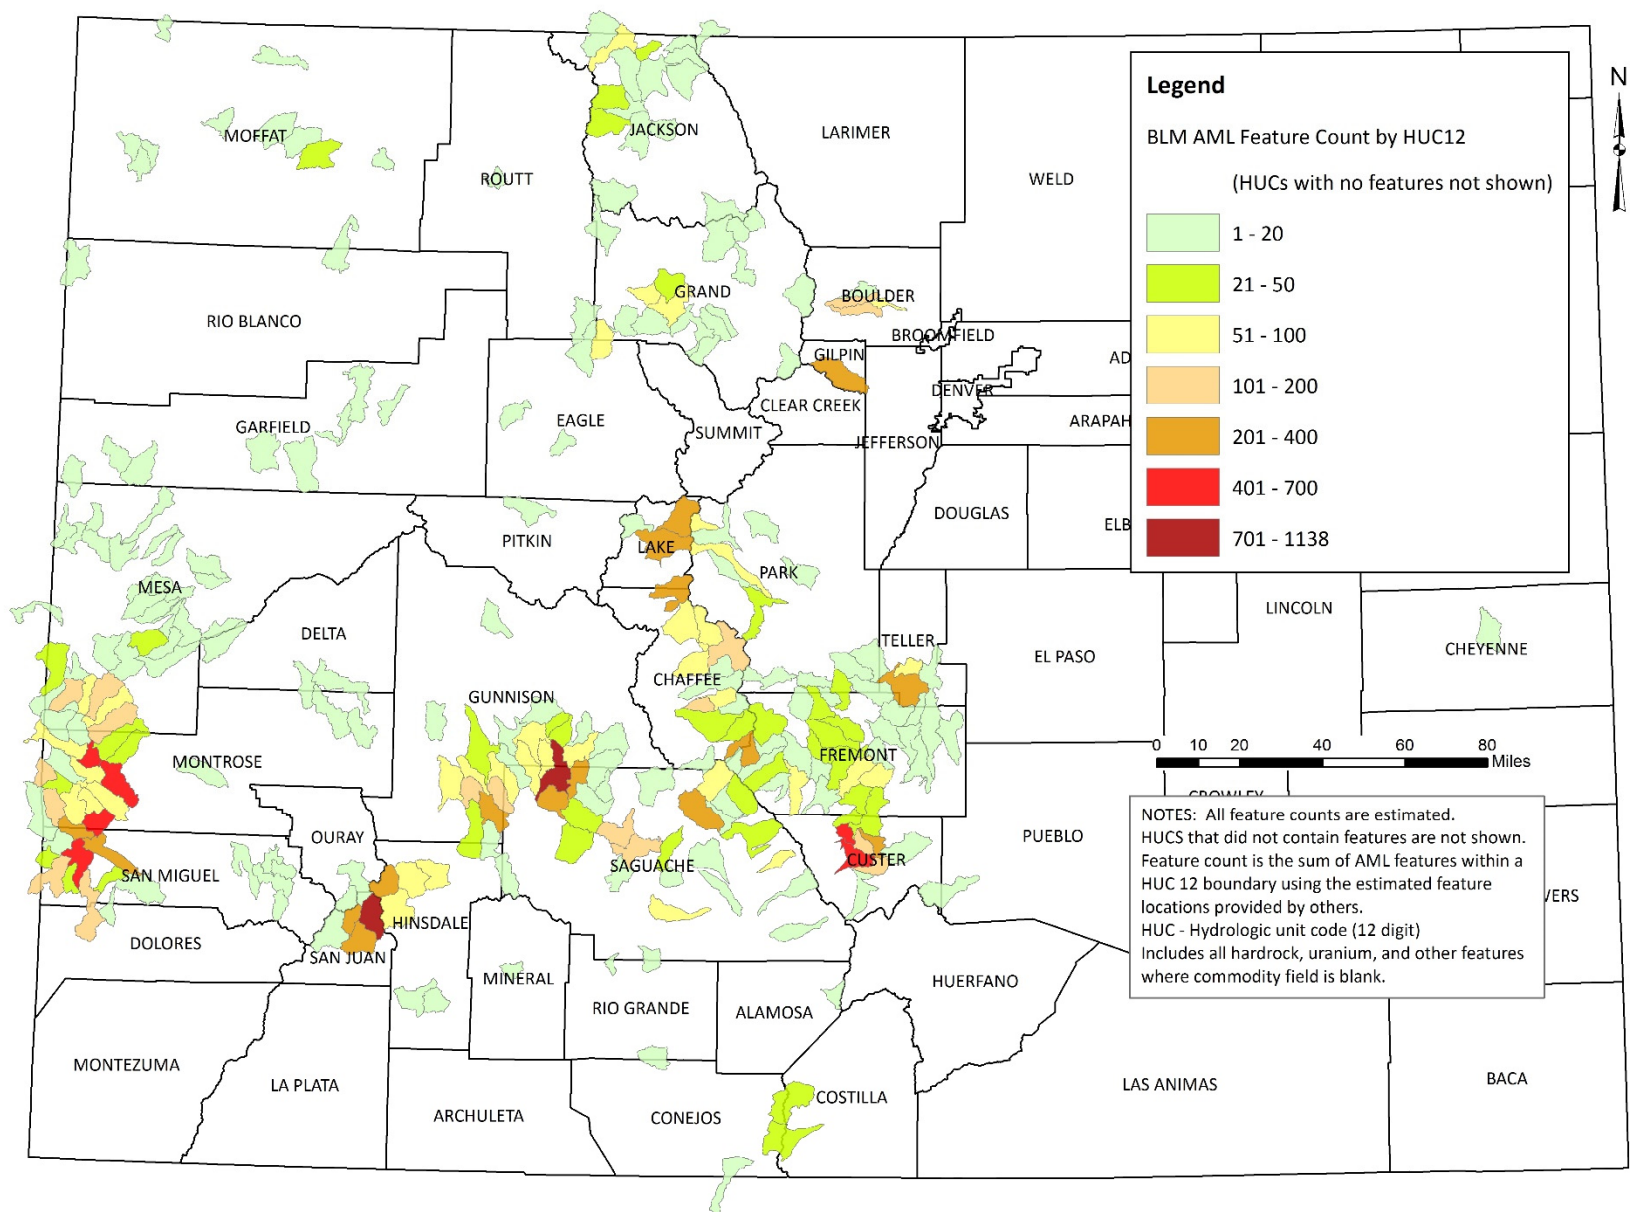 N
Legend
BLM AML Feature Count by HUC12
(HUCs with no features not shown)
1 - 20
21 - 50
51 - 100
101 - 200
201 - 400
401 - 700
701 - 1138
MOFFAT
ROUTT
JACKSON
LARIMER
WELD
RIO BLANCO
GRAND
BOULDER
BROOMFIELD
GILPIN
AD
DENVER
CLEAR CREEK
ARAPAH
GARFIELD
EAGLE
SUMMIT
JEFFERSON
DOUGLAS
ELB
PITKIN
LAKE
PARK
MESA
LINCOLN
DELTA
TELLER
EL PASO
CHEYENNE
CHAFFEE
GUNNISON
MONTROSE
FREMONT
0 10 20 40 60 80
Miles
CROWLEY
NOTES: All feature counts are estimated.
HUCS that did not contain features are not shown.
Feature count is the sum of AML features within a
HUC 12 boundary using the estimated feature
locations provided by others.
HUC - Hydrologic unit code (12 digit)
Includes all hardrock, uranium, and other features
where commodity field is blank.
OURAY
PUEBLO
SAN MIGUEL
SAGUACHE
CUSTER
VERS
HINSDALE
DOLORES
SAN JUAN
MINERAL
HUERFANO
RIO GRANDE
ALAMOSA
MONTEZUMA
LA PLATA
ARCHULETA
CONEJOS
COSTILLA
LAS ANIMAS
BACA